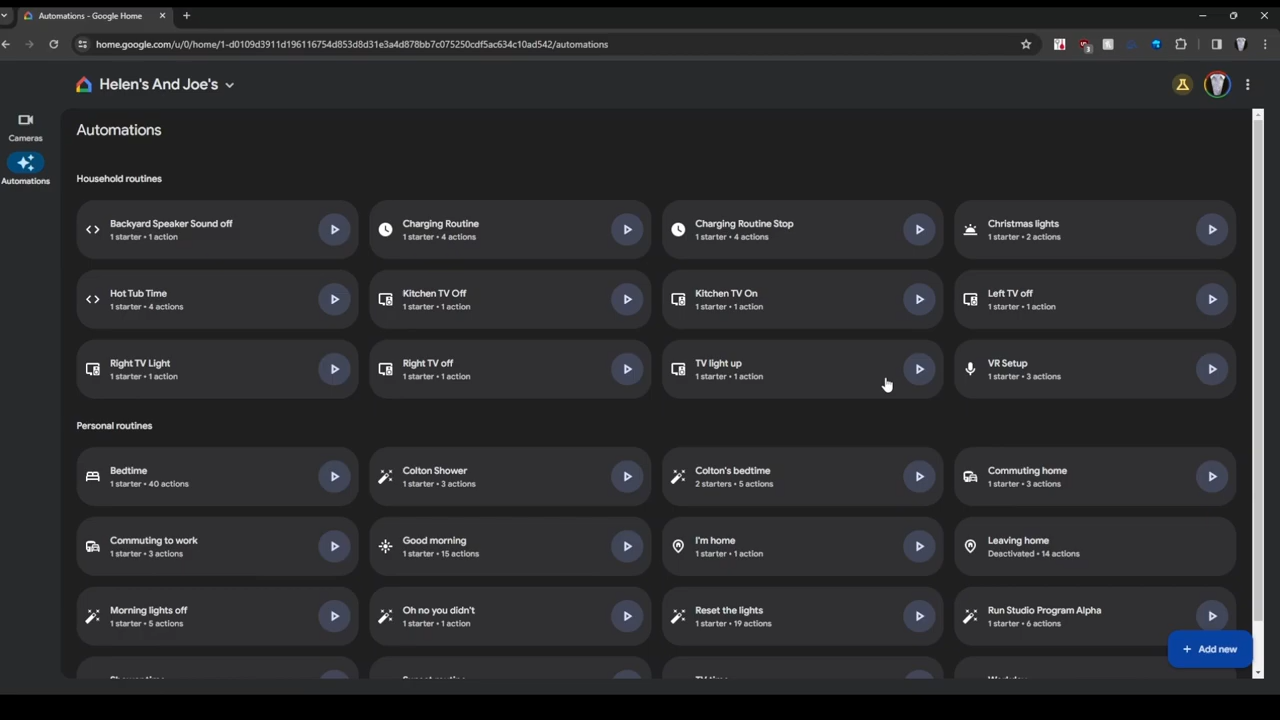 Automations - Google Home
home.google.com/u/0/home/1-d0109d3911d196116754d853d8d31e3a4d878bb7c075250cdf5ac634c10ad542/automations
3
Helen's And Joe's
Cameras
Automations
Automations
Household routines
Backyard Speaker Sound off
1 starter • 1 action
Charging Routine
1 starter • 4 actions
Charging Routine Stop
1 starter • 4 actions
Christmas lights
1 starter • 2 actions
Hot Tub Time
1 starter • 4 actions
Kitchen TV Off
1 starter • 1 action
Kitchen TV On
1 starter • 1 action
Left TV off
1 starter • 1 action
Right TV Light
1 starter • 1 action
Right TV off
1 starter • 1 action
TV light up
1 starter • 1 action
VR Setup
1 starter • 3 actions
Personal routines
Bedtime
1 starter • 40 actions
Colton Shower
1 starter • 3 actions
Colton's bedtime
2 starters • 5 actions
Commuting home
1 starter • 3 actions
Commuting to work
1 starter • 3 actions
Good morning
1 starter • 15 actions
I'm home
1 starter • 1 action
Leaving home
Deactivated • 14 actions
Morning lights off
1 starter • 5 actions
Oh no you didn't
1 starter • 1 action
Reset the lights
1 starter • 19 actions
Run Studio Program Alpha
1 starter • 6 actions
+ Add new